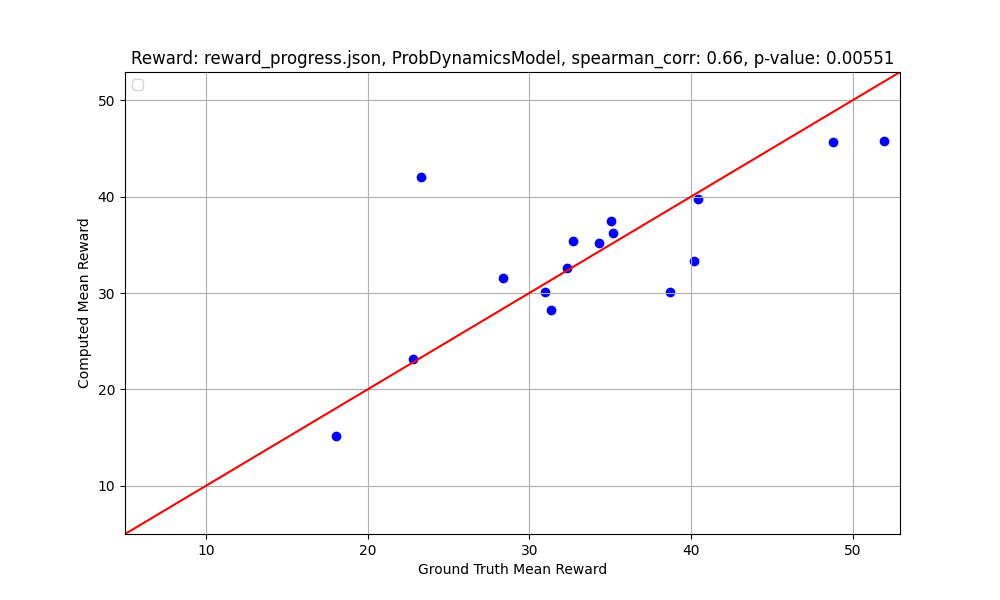 Reward: reward_progress.json, ProbDynamicsModel, spearman_corr: 0.66, p-value: 0.00551
50
40
30
20
10
Computed Mean Reward
10 20 30 40 50
Ground Truth Mean Reward